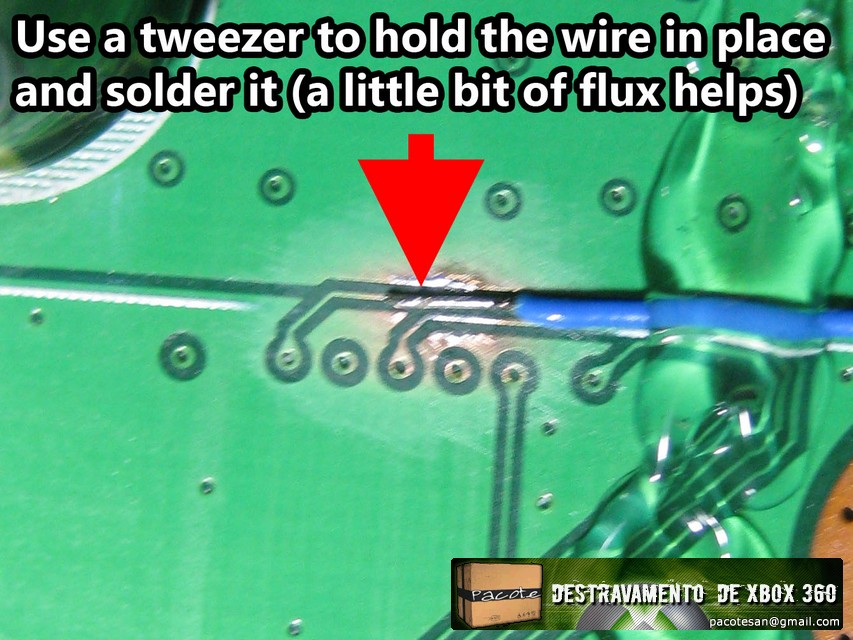 Use a tweezer to hold the wire in place
and solder it (a little bit of flux helps)
Pacote
DESTRAVAMENTO DE XBOX 360
pacotesan@gmail.com